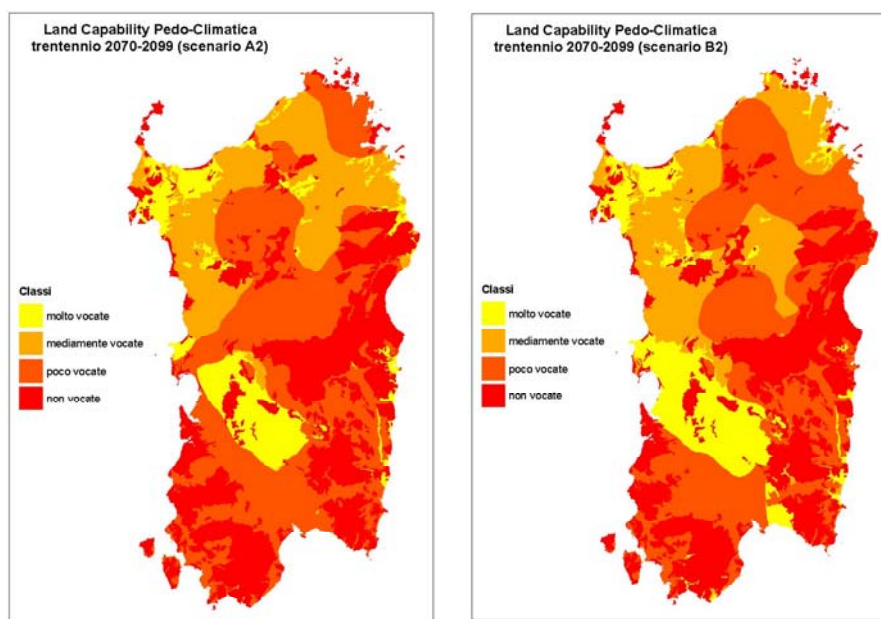 Land Capability Pedo-Climatica
trentennio 2070-2099 (scenario A2)
Classi
molto vocate
mediamente vocate
poco vocate
non vocate
Land Capability Pedo-Climatica
trentennio 2070-2099 (scenario B2)
Classi
molto vocate
mediamente vocate
poco vocate
non vocate